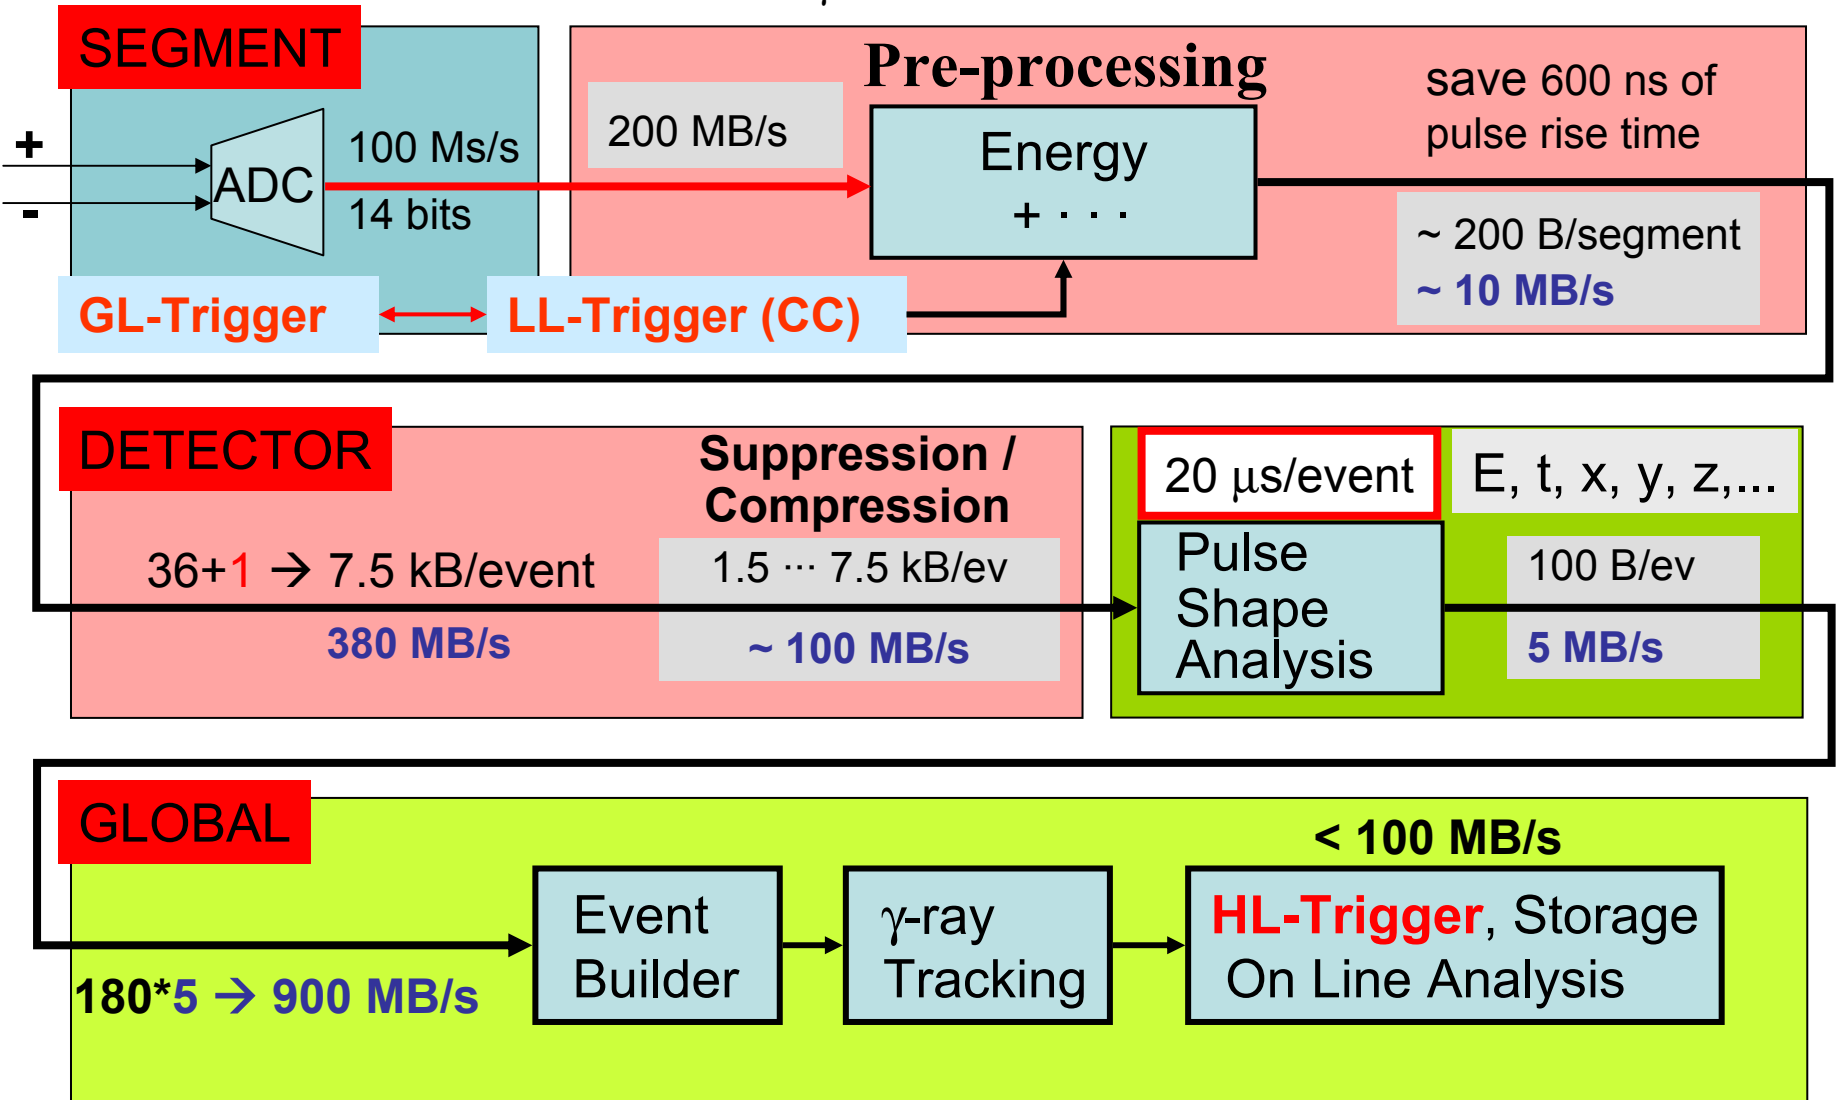 SEGMENT
Pre-processing
save 600 ns of
pulse rise time
+
-
ADC
100 Ms/s
14 bits
200 MB/s
Energy
+ · · ·
~ 200 B/segment
~ 10 MB/s
GL-Trigger
LL-Trigger (CC)
DETECTOR
Suppression /
Compression
36+1 → 7.5 kB/event
380 MB/s
1.5 ··· 7.5 kB/ev
~ 100 MB/s
20 μs/event
E, t, x, y, z,...
Pulse
Shape
Analysis
100 B/ev
5 MB/s
GLOBAL
180*5 → 900 MB/s
Event
Builder
γ-ray
Tracking
< 100 MB/s
HL-Trigger, Storage
On Line Analysis